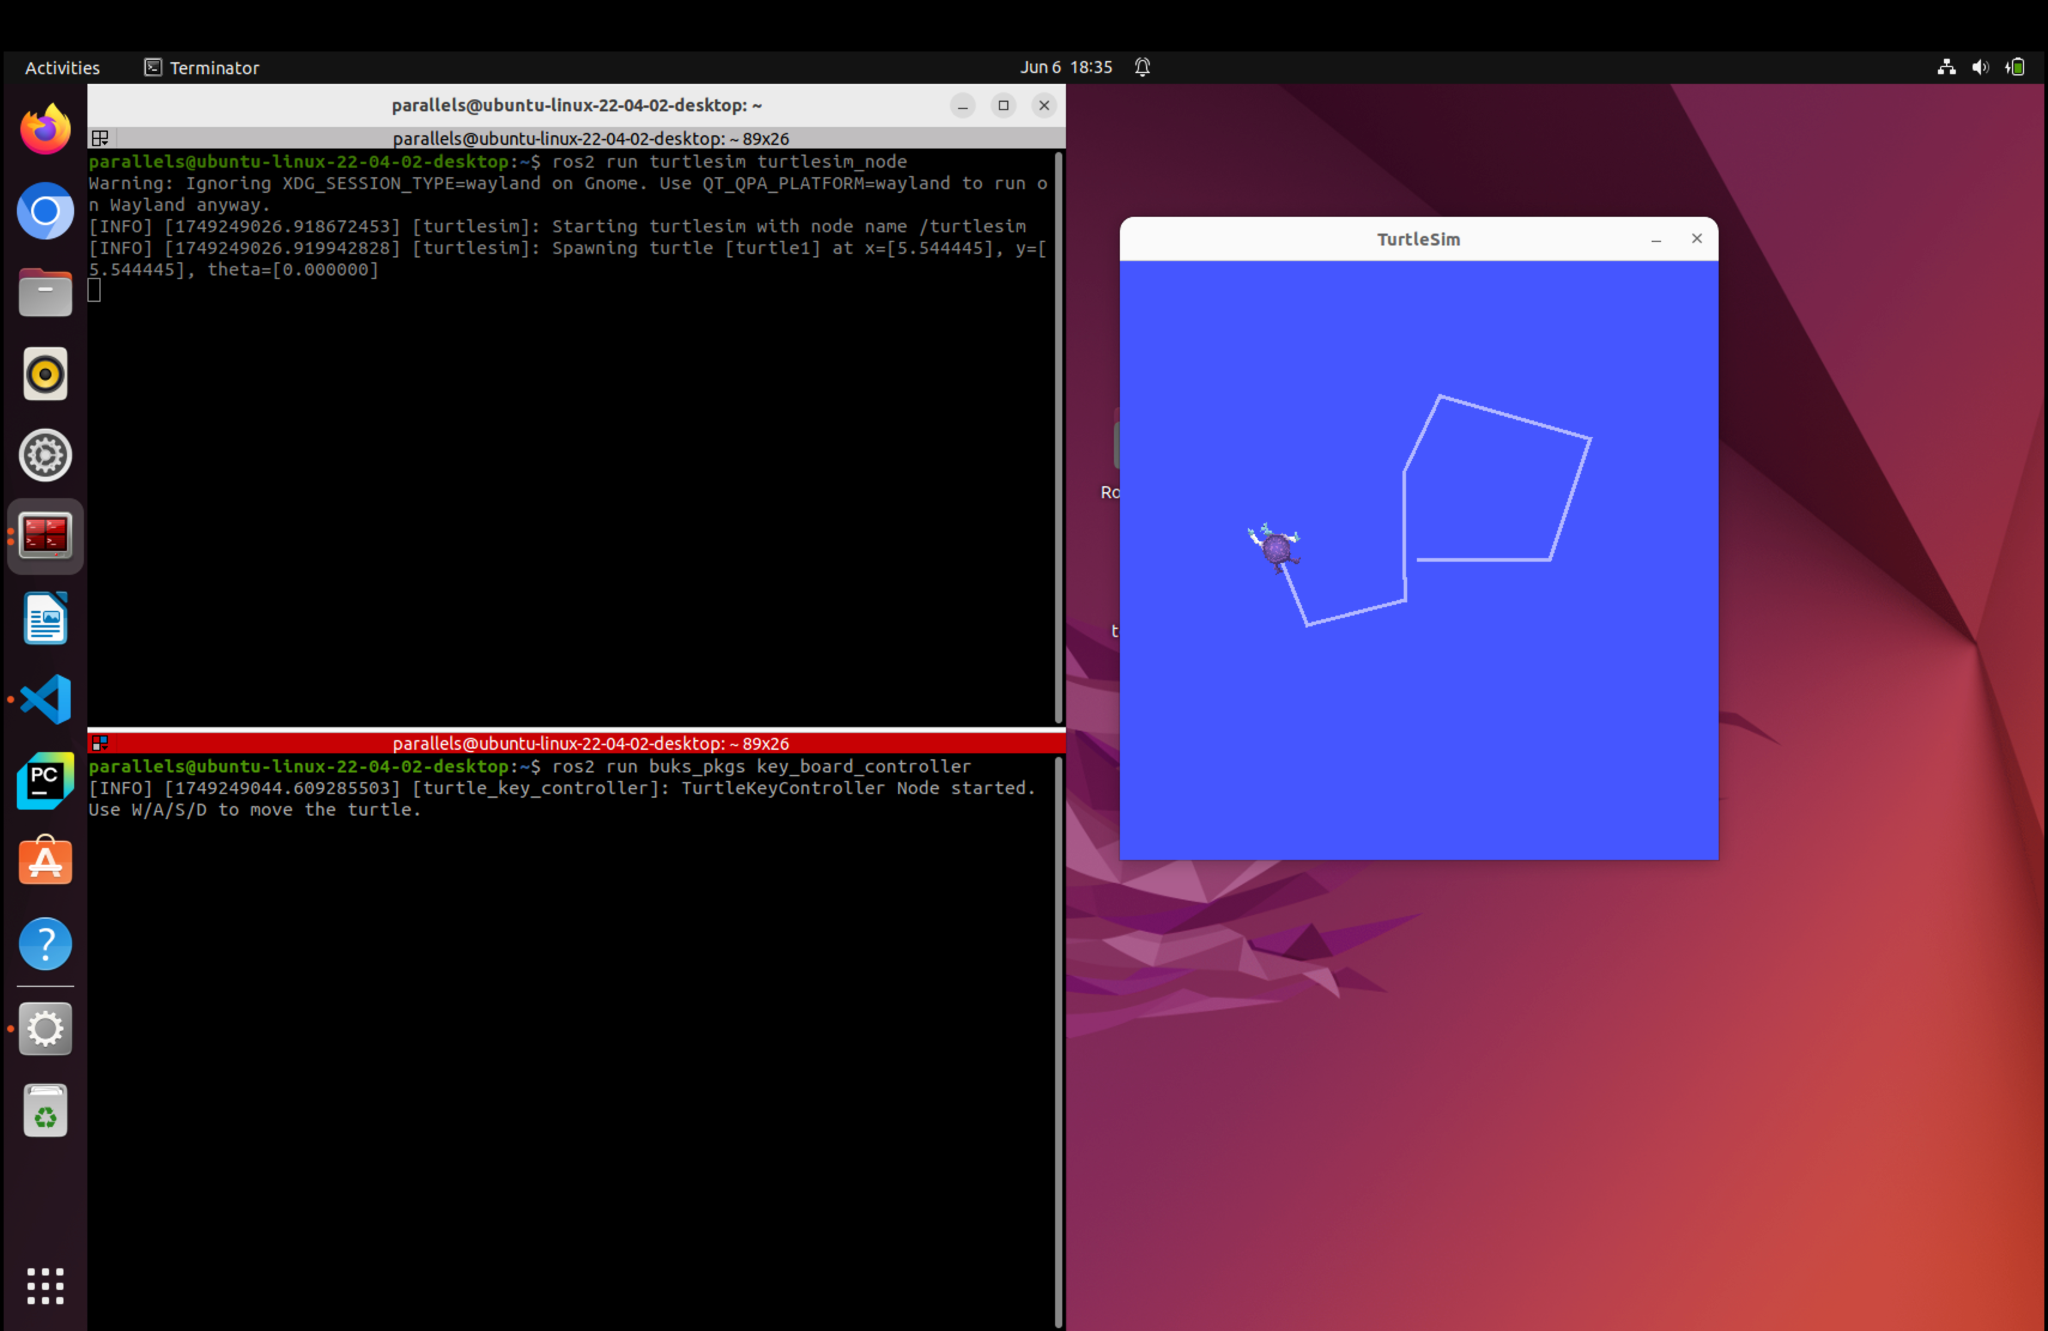 Activities Terminator Jun 6 18:35
parallels@ubuntu-linux-22-04-02-desktop: ~
parallels@ubuntu-linux-22-04-02-desktop: ~ 89x26
parallels@ubuntu-linux-22-04-02-desktop:~$ ros2 run turtlesim turtlesim_node
Warning: Ignoring XDG_SESSION_TYPE=wayland on Gnome. Use QT_QPA_PLATFORM=wayland to run o
n Wayland anyway.
[INFO] [1749249026.918672453] [turtlesim]: Starting turtlesim with node name /turtlesim
[INFO] [1749249026.919942828] [turtlesim]: Spawning turtle [turtle1] at x=[5.544445], y=[
5.544445], theta=[0.000000]
parallels@ubuntu-linux-22-04-02-desktop: ~ 89x26
parallels@ubuntu-linux-22-04-02-desktop:~$ ros2 run buks_pkgs key_board_controller
[INFO] [1749249044.609285503] [turtle_key_controller]: TurtleKeyController Node started.
Use W/A/S/D to move the turtle.
TurtleSim
Ro
t
PC